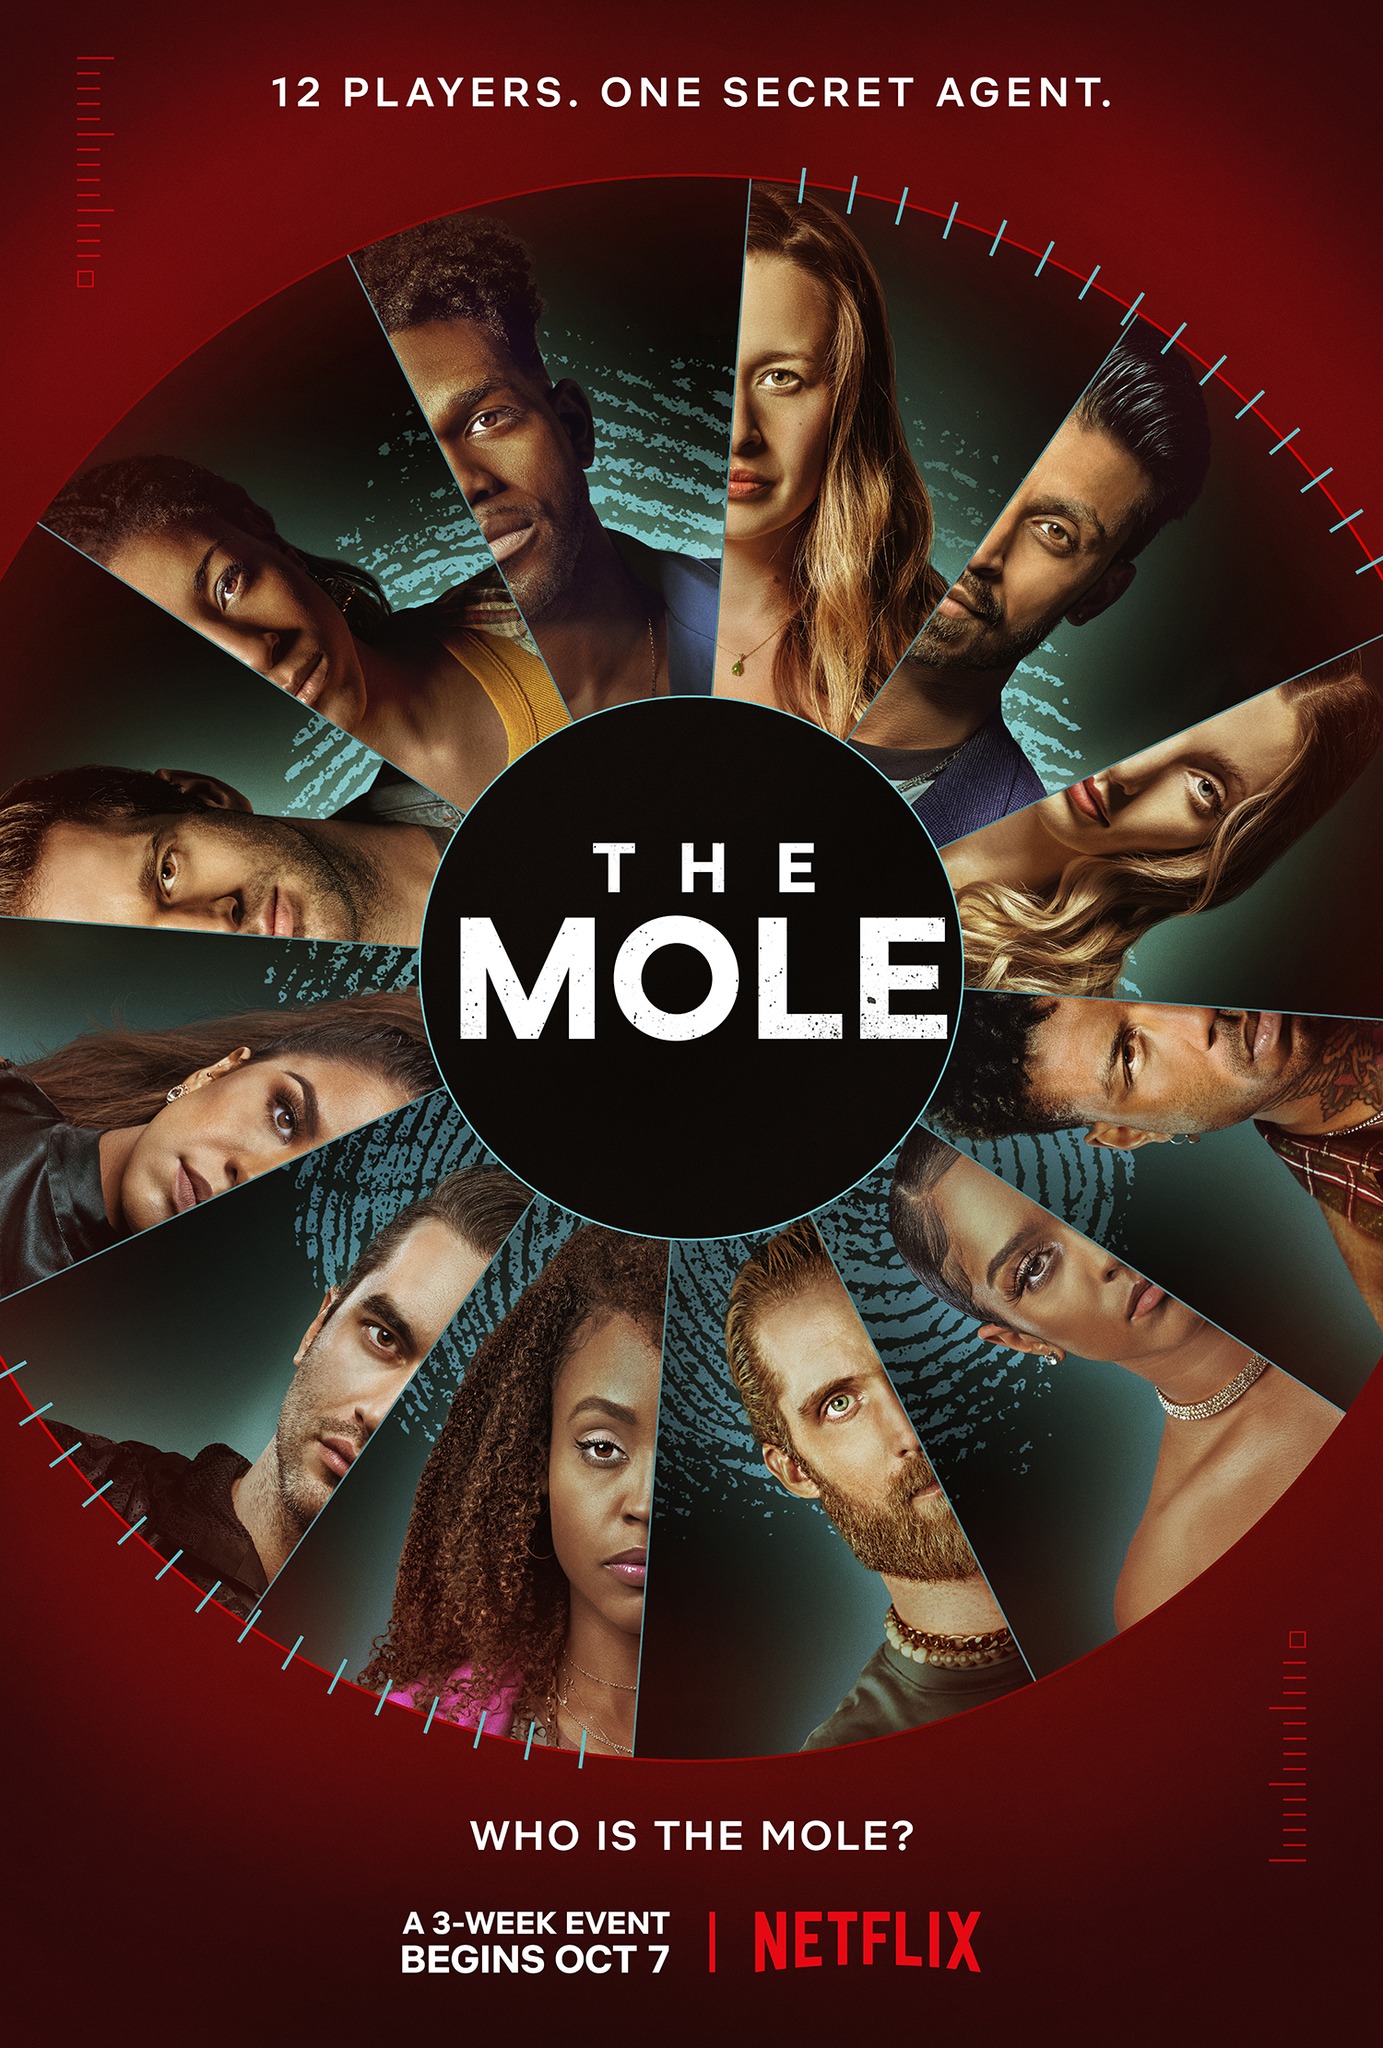 12 PLAYERS. ONE SECRET AGENT.
THE
MOLE
WHO IS THE MOLE?
A 3-WEEK EVENT
BEGINS OCT 7
NETFLIX